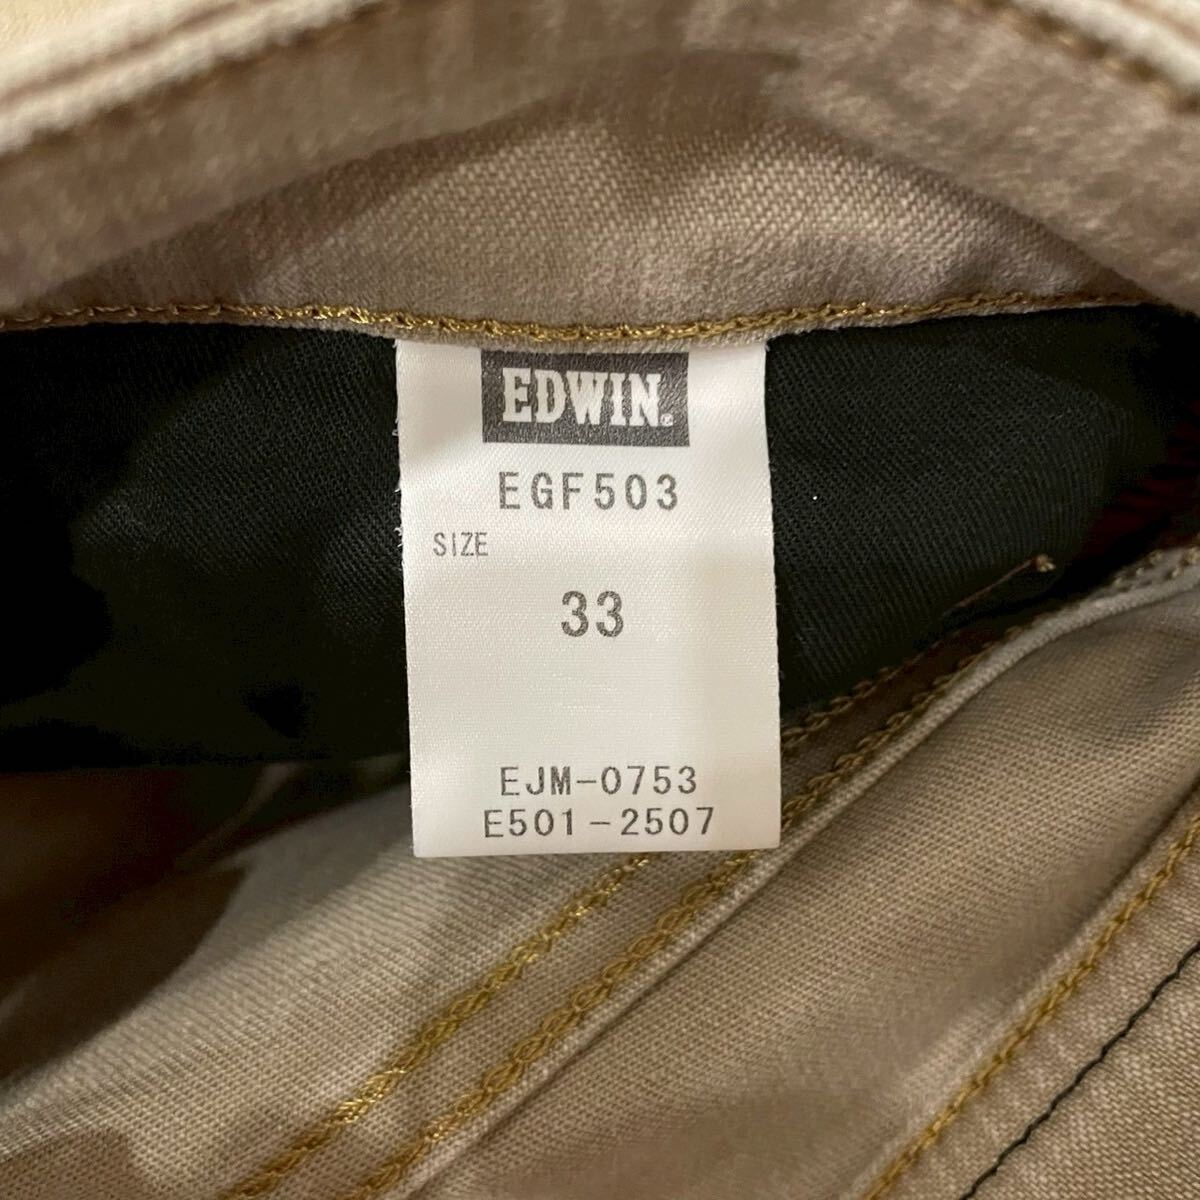 EDWIN®
EGF503
SIZE
33
EJM-0753
E501-2507